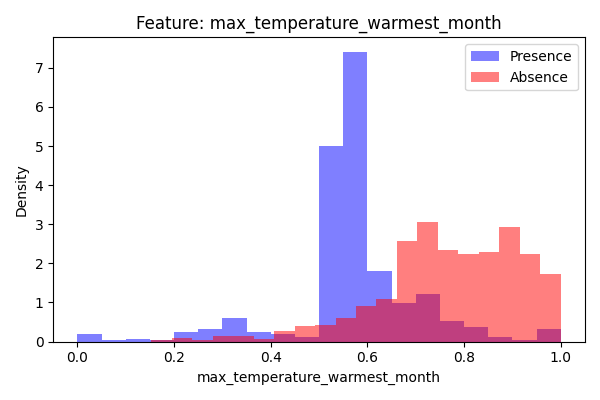 Feature: max_temperature_warmest_month
Presence
Absence
Density
7
6
5
4
3
2
1
0
0.0 0.2 0.4 0.6 0.8 1.0
max_temperature_warmest_month